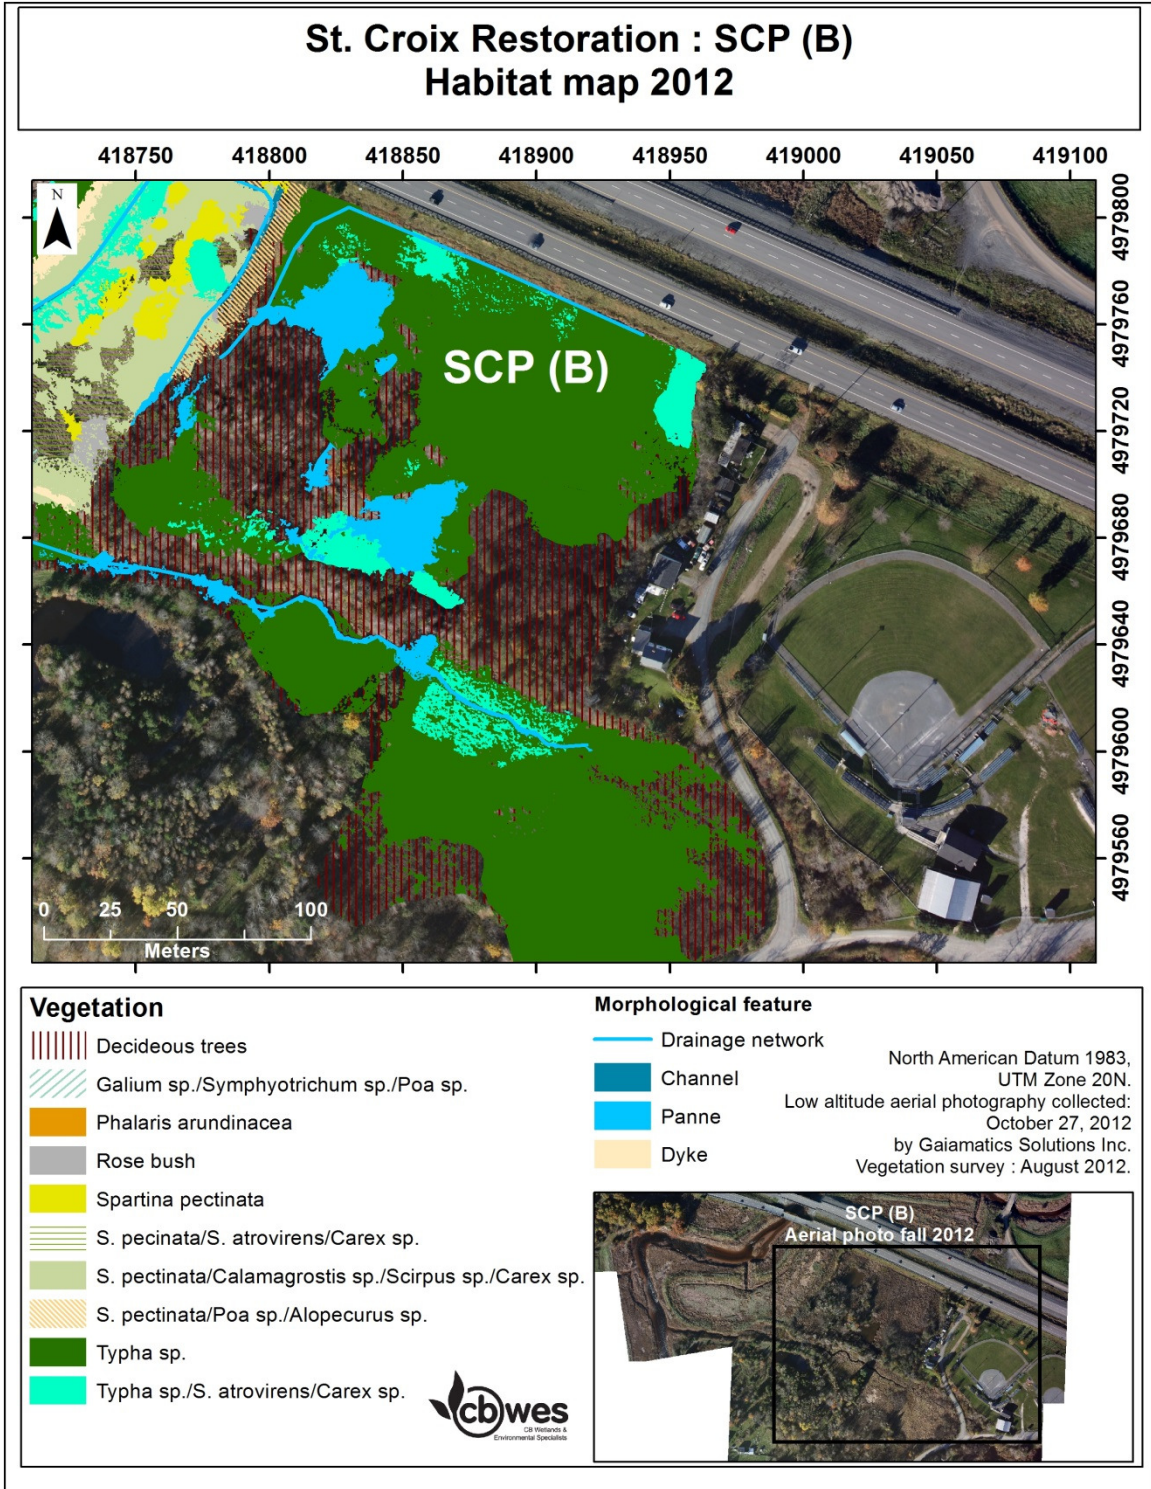 St. Croix Restoration : SCP (B)
Habitat map 2012
418750 418800 418850 418900 418950 419000 419050 419100
N
4979800
4979760
4979720
4979680
4979640
4979600
4979560
SCP (B)
0 25 50 100
Meters
Vegetation
Decideous trees
Galium sp./Symphyotrichum sp./Poa sp.
Phalaris arundinacea
Rose bush
Spartina pectinata
S. pecinata/S. atrovirens/Carex sp.
S. pectinata/Calamagrostis sp./Scirpus sp./Carex sp.
S. pectinata/Poa sp./Alopecurus sp.
Typha sp.
Typha sp./S. atrovirens/Carex sp.
cbwes
CB Wetlands &
Environmental Specialists
Morphological feature
Drainage network
Channel
Panne
Dyke
North American Datum 1983,
UTM Zone 20N.
Low altitude aerial photography collected:
October 27, 2012
by Gaiamatics Solutions Inc.
Vegetation survey : August 2012.
SCP (B)
Aerial photo fall 2012